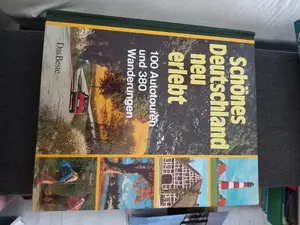 Schönes
Deutschland
neu
erlebt
100 Autotouren
und 380
Wanderungen
Das Beste